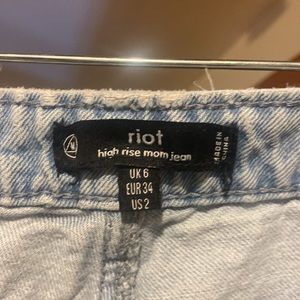 riot
high rise mom jean
MADE IN
CHINA
UK 6
EUR 34
US 2